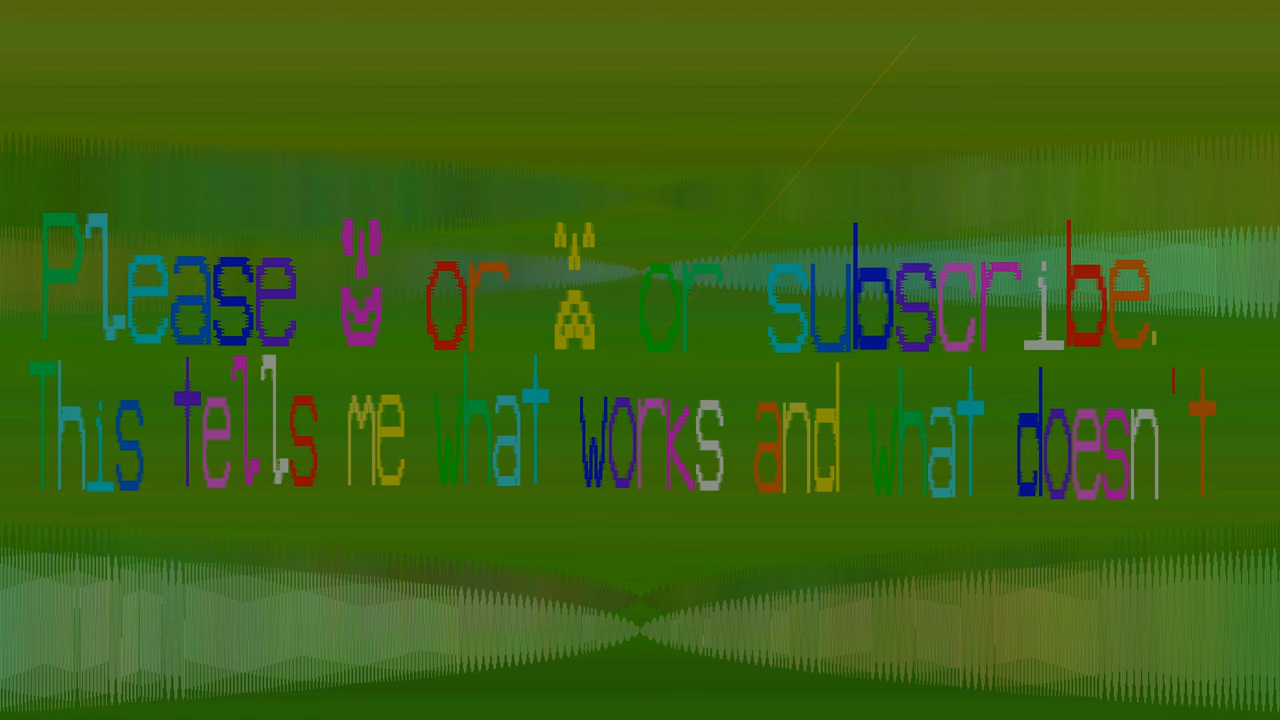 Please 🙂 or 🙁 or subscribe.
This tells me what works and what doesn't